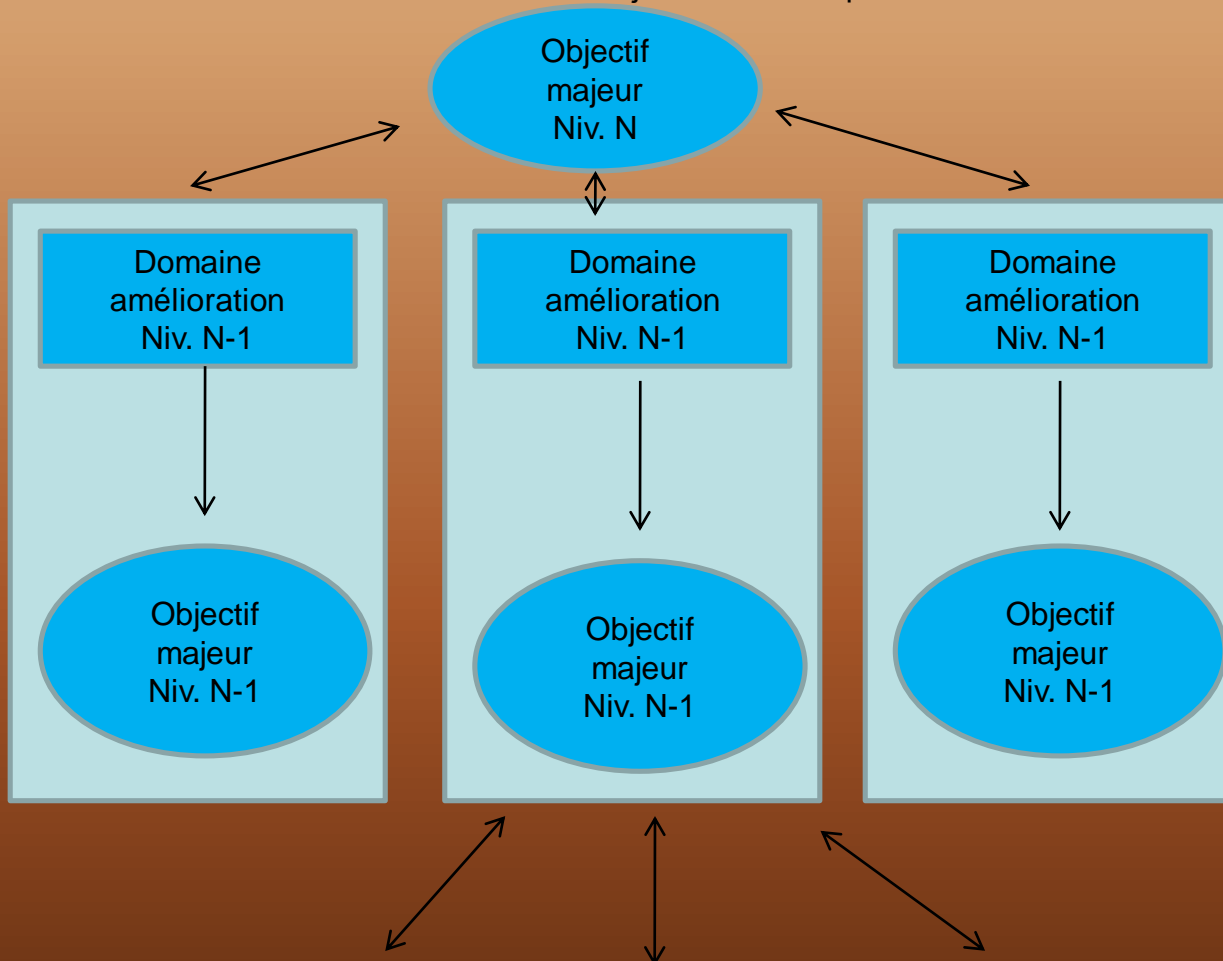 Objectif
majeur
Niv. N
Domaine
amélioration
Niv. N-1
Domaine
amélioration
Niv. N-1
Domaine
amélioration
Niv. N-1
Objectif
majeur
Niv. N-1
Objectif
majeur
Niv. N-1
Objectif
majeur
Niv. N-1